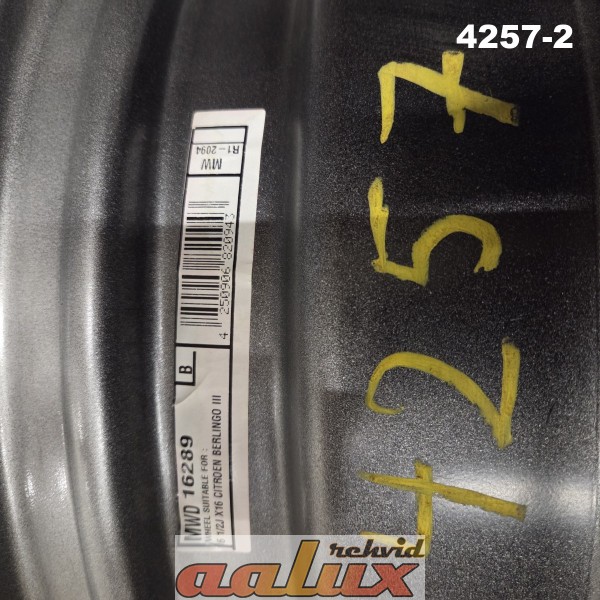 4257-2
MW
R1-2094
4 250906 820943
B
MWD 16289
WHEEL SUITABLE FOR :
6 1/2J X16 CITROEN BERLINGO III
4257
rehvid
aalux